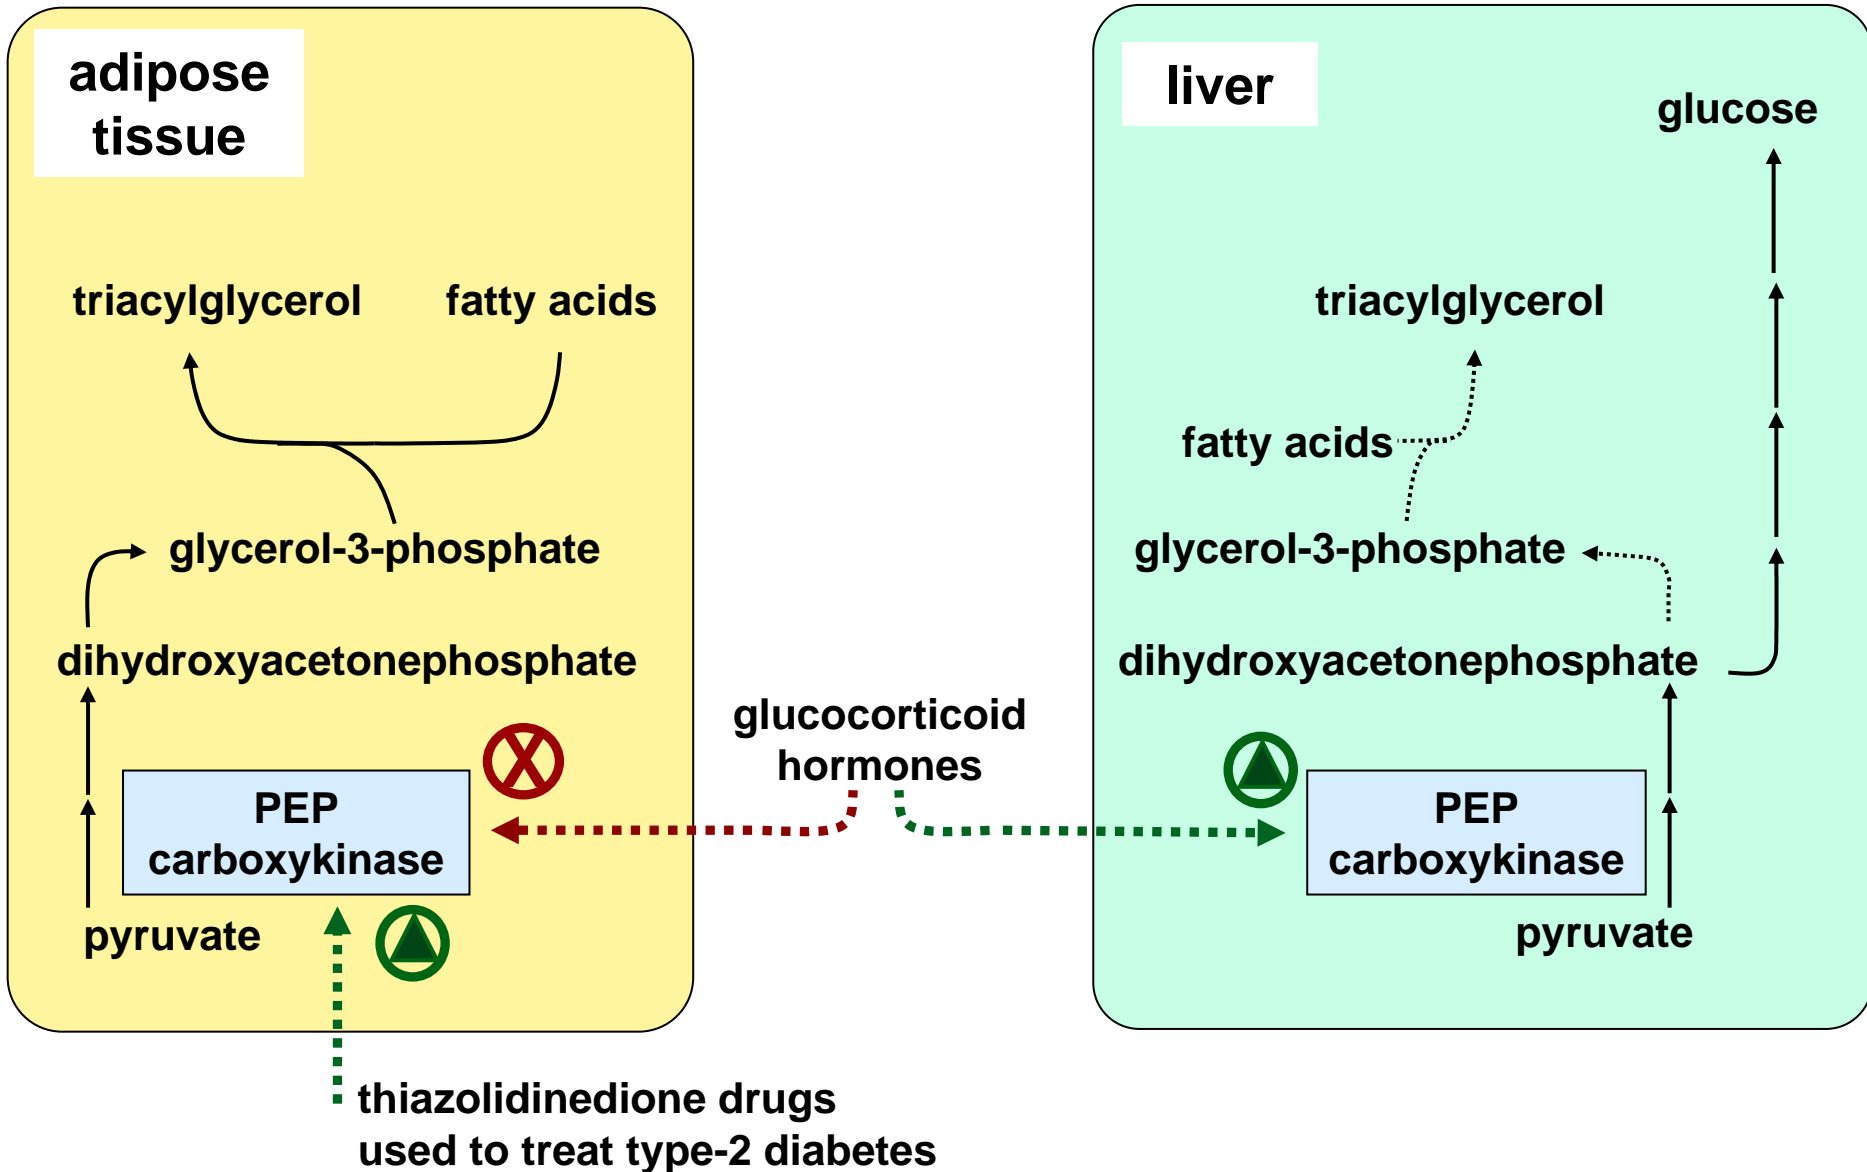 adipose
tissue
triacylglycerol
fatty acids
glycerol-3-phosphate
dihydroxyacetonephosphate
PEP
carboxykinase
pyruvate
glucocorticoid
hormones
thiazolidinedione drugs
used to treat type-2 diabetes
liver
glucose
triacylglycerol
fatty acids
glycerol-3-phosphate
dihydroxyacetonephosphate
PEP
carboxykinase
pyruvate